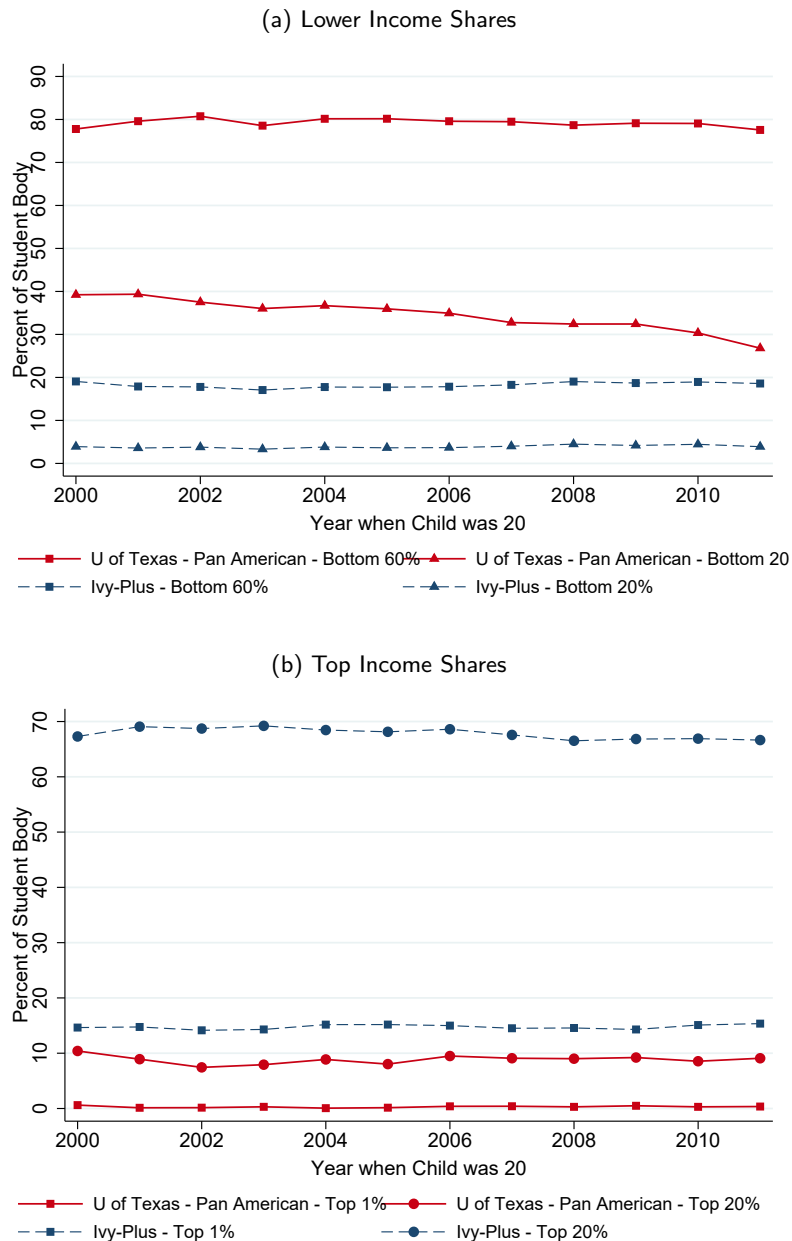 (a) Lower Income Shares
Percent of Student Body
90
80
70
60
50
40
30
20
10
0
2000 2002 2004 2006 2008 2010
Year when Child was 20
U of Texas - Pan American - Bottom 60% U of Texas - Pan American - Bottom 20
Ivy-Plus - Bottom 60% Ivy-Plus - Bottom 20%
(b) Top Income Shares
Percent of Student Body
70
60
50
40
30
20
10
0
2000 2002 2004 2006 2008 2010
Year when Child was 20
U of Texas - Pan American - Top 1% U of Texas - Pan American - Top 20%
Ivy-Plus - Top 1% Ivy-Plus - Top 20%